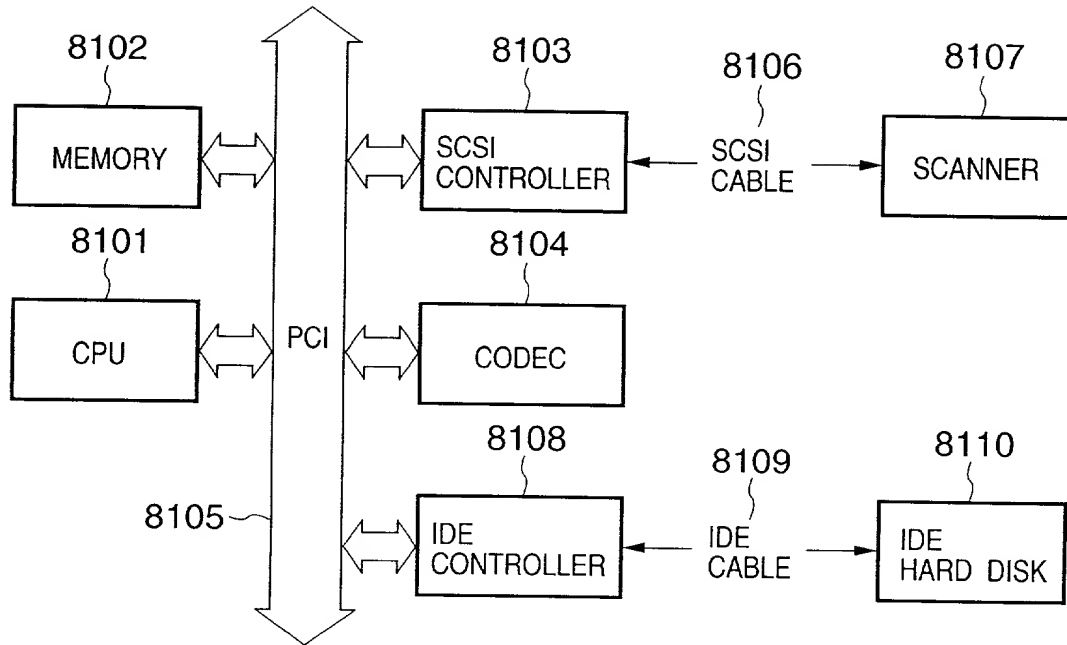 8102
MEMORY
8103
SCSI
CONTROLLER
8106
SCSI
CABLE
8107
SCANNER
8101
CPU
PCI
8104
CODEC
8105
8108
IDE
CONTROLLER
8109
IDE
CABLE
8110
IDE
HARD DISK